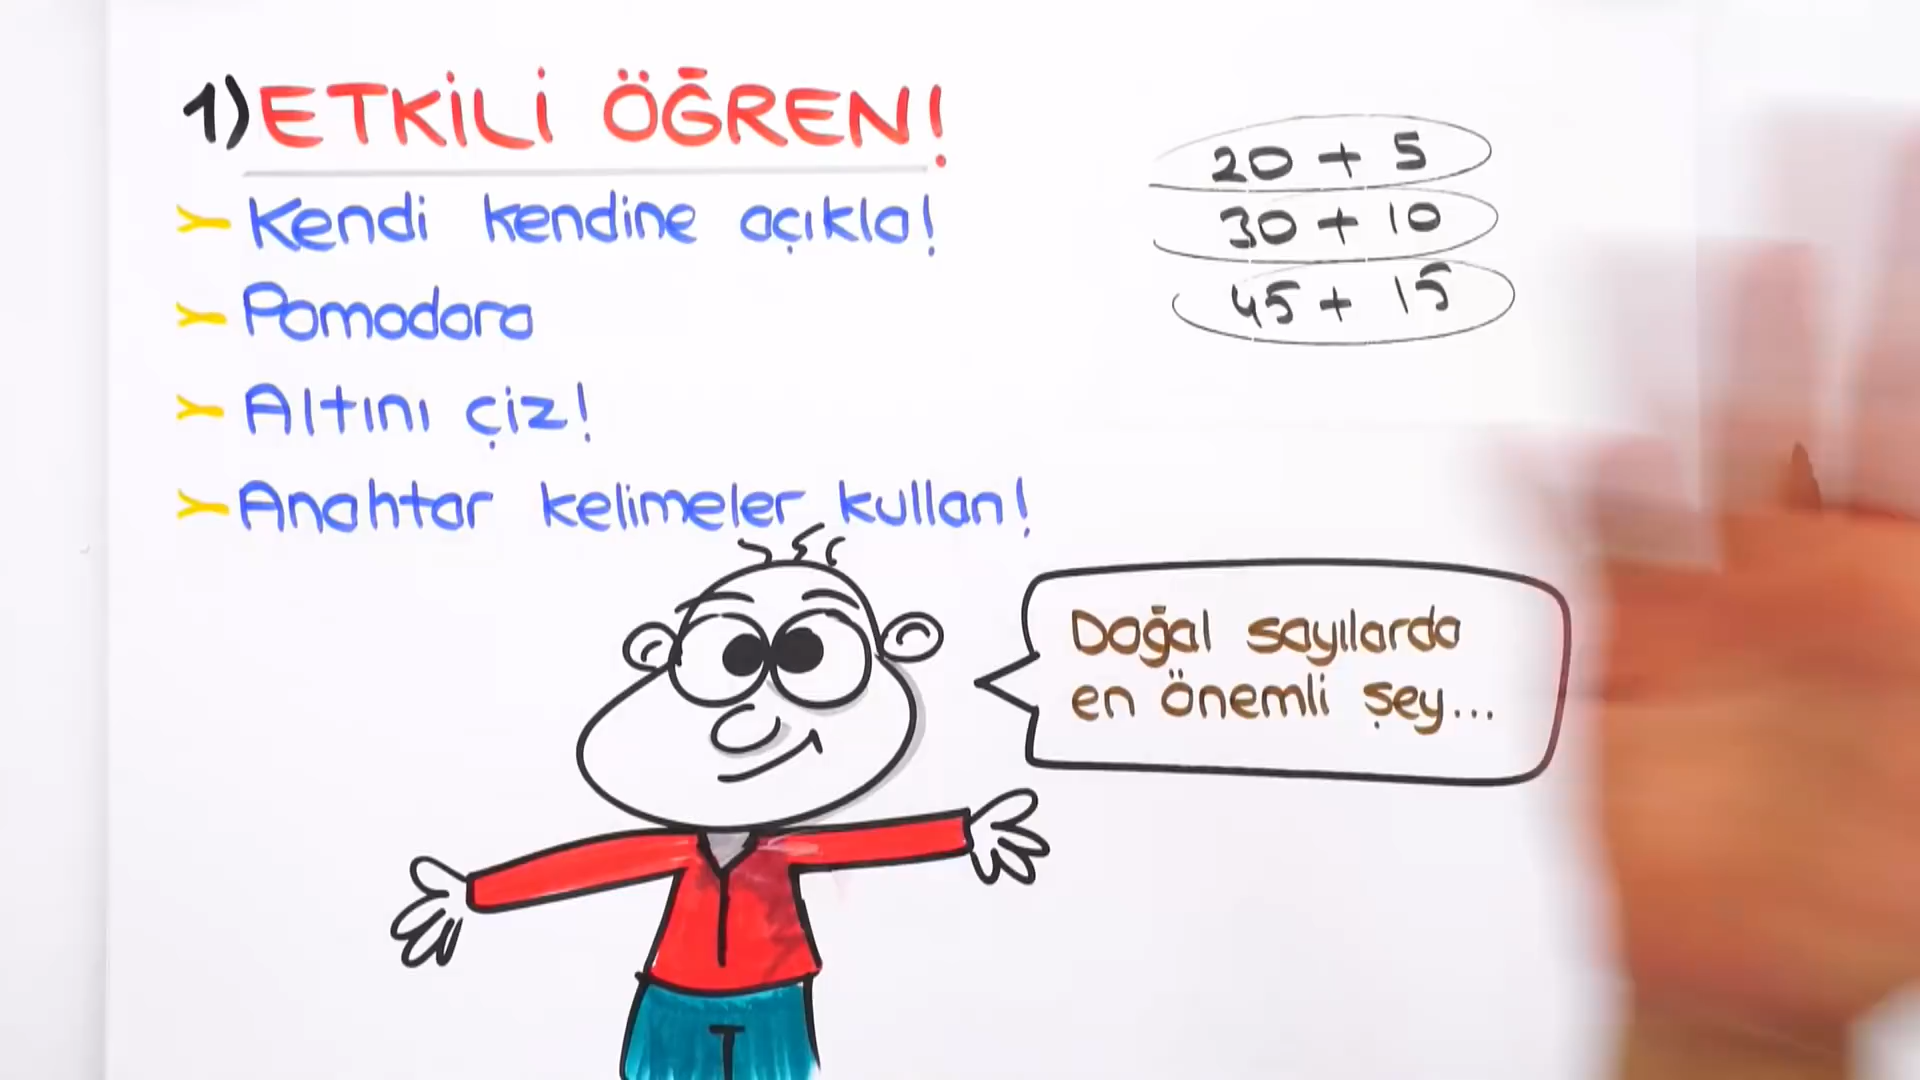 1) ETKİLİ ÖĞREN!
Kendi kendine açıkla!
Pomodoro
Altını çiz!
Anahtar kelimeler kullan!
20 + 5
30 + 10
45 + 15
Doğal sayılarda
en önemli şey...